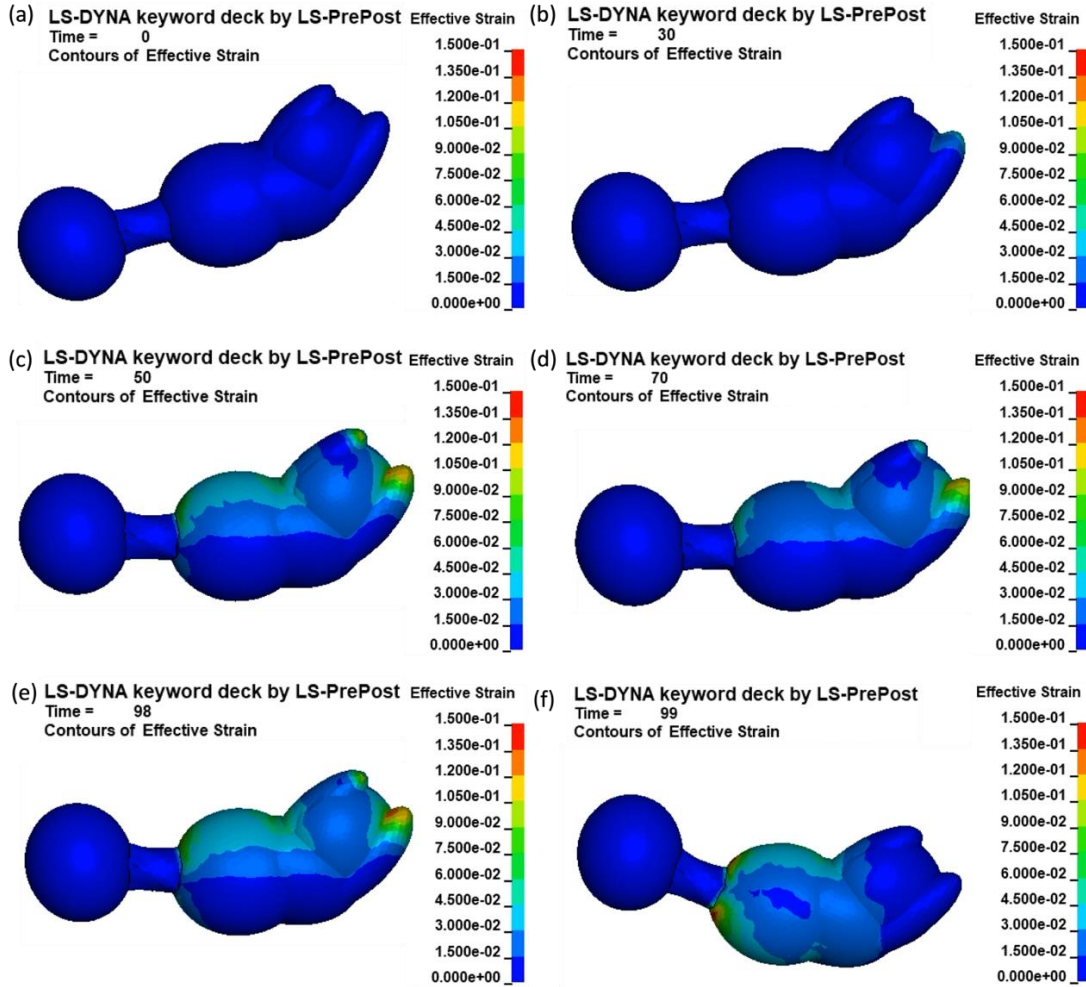 (a) LS-DYNA keyword deck by LS-PrePost
Time = 0
Contours of Effective Strain
Effective Strain
1.500e-01
1.350e-01
1.200e-01
1.050e-01
9.000e-02
7.500e-02
6.000e-02
4.500e-02
3.000e-02
1.500e-02
0.000e+00
(b) LS-DYNA keyword deck by LS-PrePost
Time = 30
Contours of Effective Strain
Effective Strain
1.500e-01
1.350e-01
1.200e-01
1.050e-01
9.000e-02
7.500e-02
6.000e-02
4.500e-02
3.000e-02
1.500e-02
0.000e+00
(c) LS-DYNA keyword deck by LS-PrePost
Time = 50
Contours of Effective Strain
Effective Strain
1.500e-01
1.350e-01
1.200e-01
1.050e-01
9.000e-02
7.500e-02
6.000e-02
4.500e-02
3.000e-02
1.500e-02
0.000e+00
(d) LS-DYNA keyword deck by LS-PrePost
Time = 70
Contours of Effective Strain
Effective Strain
1.500e-01
1.350e-01
1.200e-01
1.050e-01
9.000e-02
7.500e-02
6.000e-02
4.500e-02
3.000e-02
1.500e-02
0.000e+00
(e) LS-DYNA keyword deck by LS-PrePost
Time = 98
Contours of Effective Strain
Effective Strain
1.500e-01
1.350e-01
1.200e-01
1.050e-01
9.000e-02
7.500e-02
6.000e-02
4.500e-02
3.000e-02
1.500e-02
0.000e+00
(f) LS-DYNA keyword deck by LS-PrePost
Time = 99
Contours of Effective Strain
Effective Strain
1.500e-01
1.350e-01
1.200e-01
1.050e-01
9.000e-02
7.500e-02
6.000e-02
4.500e-02
3.000e-02
1.500e-02
0.000e+00